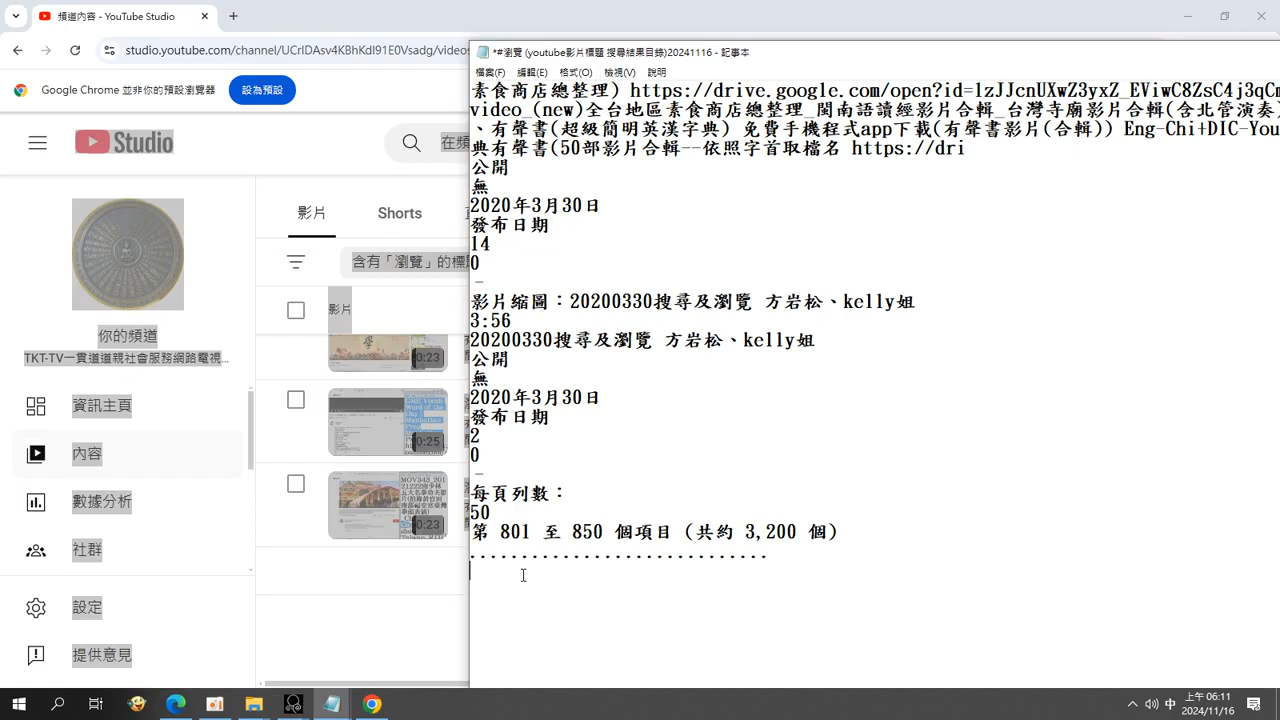 頻道內容 - YouTube Studio
studio.youtube.com/channel/UCrIDAsv4KBhKdI91E0Vsadg/video
Google Chrome 並非你的預設瀏覽器
設為預設
Studio
在頻
你的頻道
TKT-TV一貫道道親社會服務網路電視...
資訊主頁
內容
數據分析
社群
設定
提供意見
影片
Shorts
含有「瀏覽」的標
影片
0:23
0:25
0:23
*#瀏覽 (youtube影片標題 搜尋結果目錄)20241116 - 記事本
檔案(F) 編輯(E) 格式(O) 檢視(V) 說明
素食商店總整理) https://drive.google.com/open?id=1zJJcnUXwZ3yxZ_EViwC8ZsC4j3qCm
video_(new)全台地區素食商店總整理_閩南語讀經影片合輯_台灣寺廟影片合輯(含北管演奏)
、有聲書(超級簡明英漢字典) 免費手機程式app下載(有聲書影片(合輯)) Eng-Chi+DIC-You
典有聲書(50部影片合輯--依照字首取檔名 https://dri
公開
無
2020年3月30日
發布日期
14
0
–
影片縮圖：20200330搜尋及瀏覽 方岩松、kelly姐
3:56
20200330搜尋及瀏覽 方岩松、kelly姐
公開
無
2020年3月30日
發布日期
2
0
–
每頁列數：
50
第 801 至 850 個項目 (共約 3,200 個)
.............................
上午 06:11
中
2024/11/16